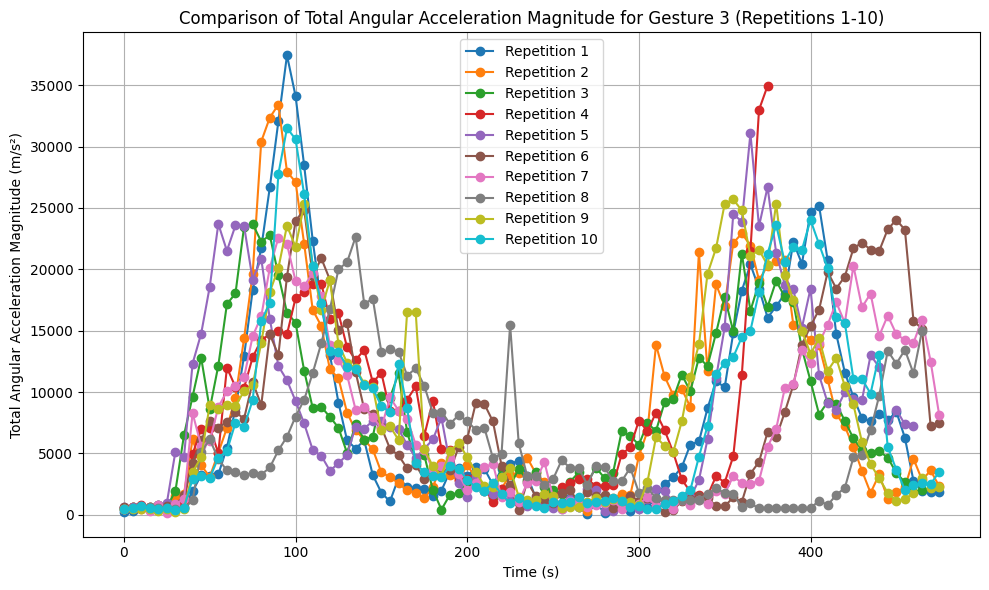 Comparison of Total Angular Acceleration Magnitude for Gesture 3 (Repetitions 1-10)
Total Angular Acceleration Magnitude (m/s²)
35000
30000
25000
20000
15000
10000
5000
0
Repetition 1
Repetition 2
Repetition 3
Repetition 4
Repetition 5
Repetition 6
Repetition 7
Repetition 8
Repetition 9
Repetition 10
0 100 200 300 400
Time (s)